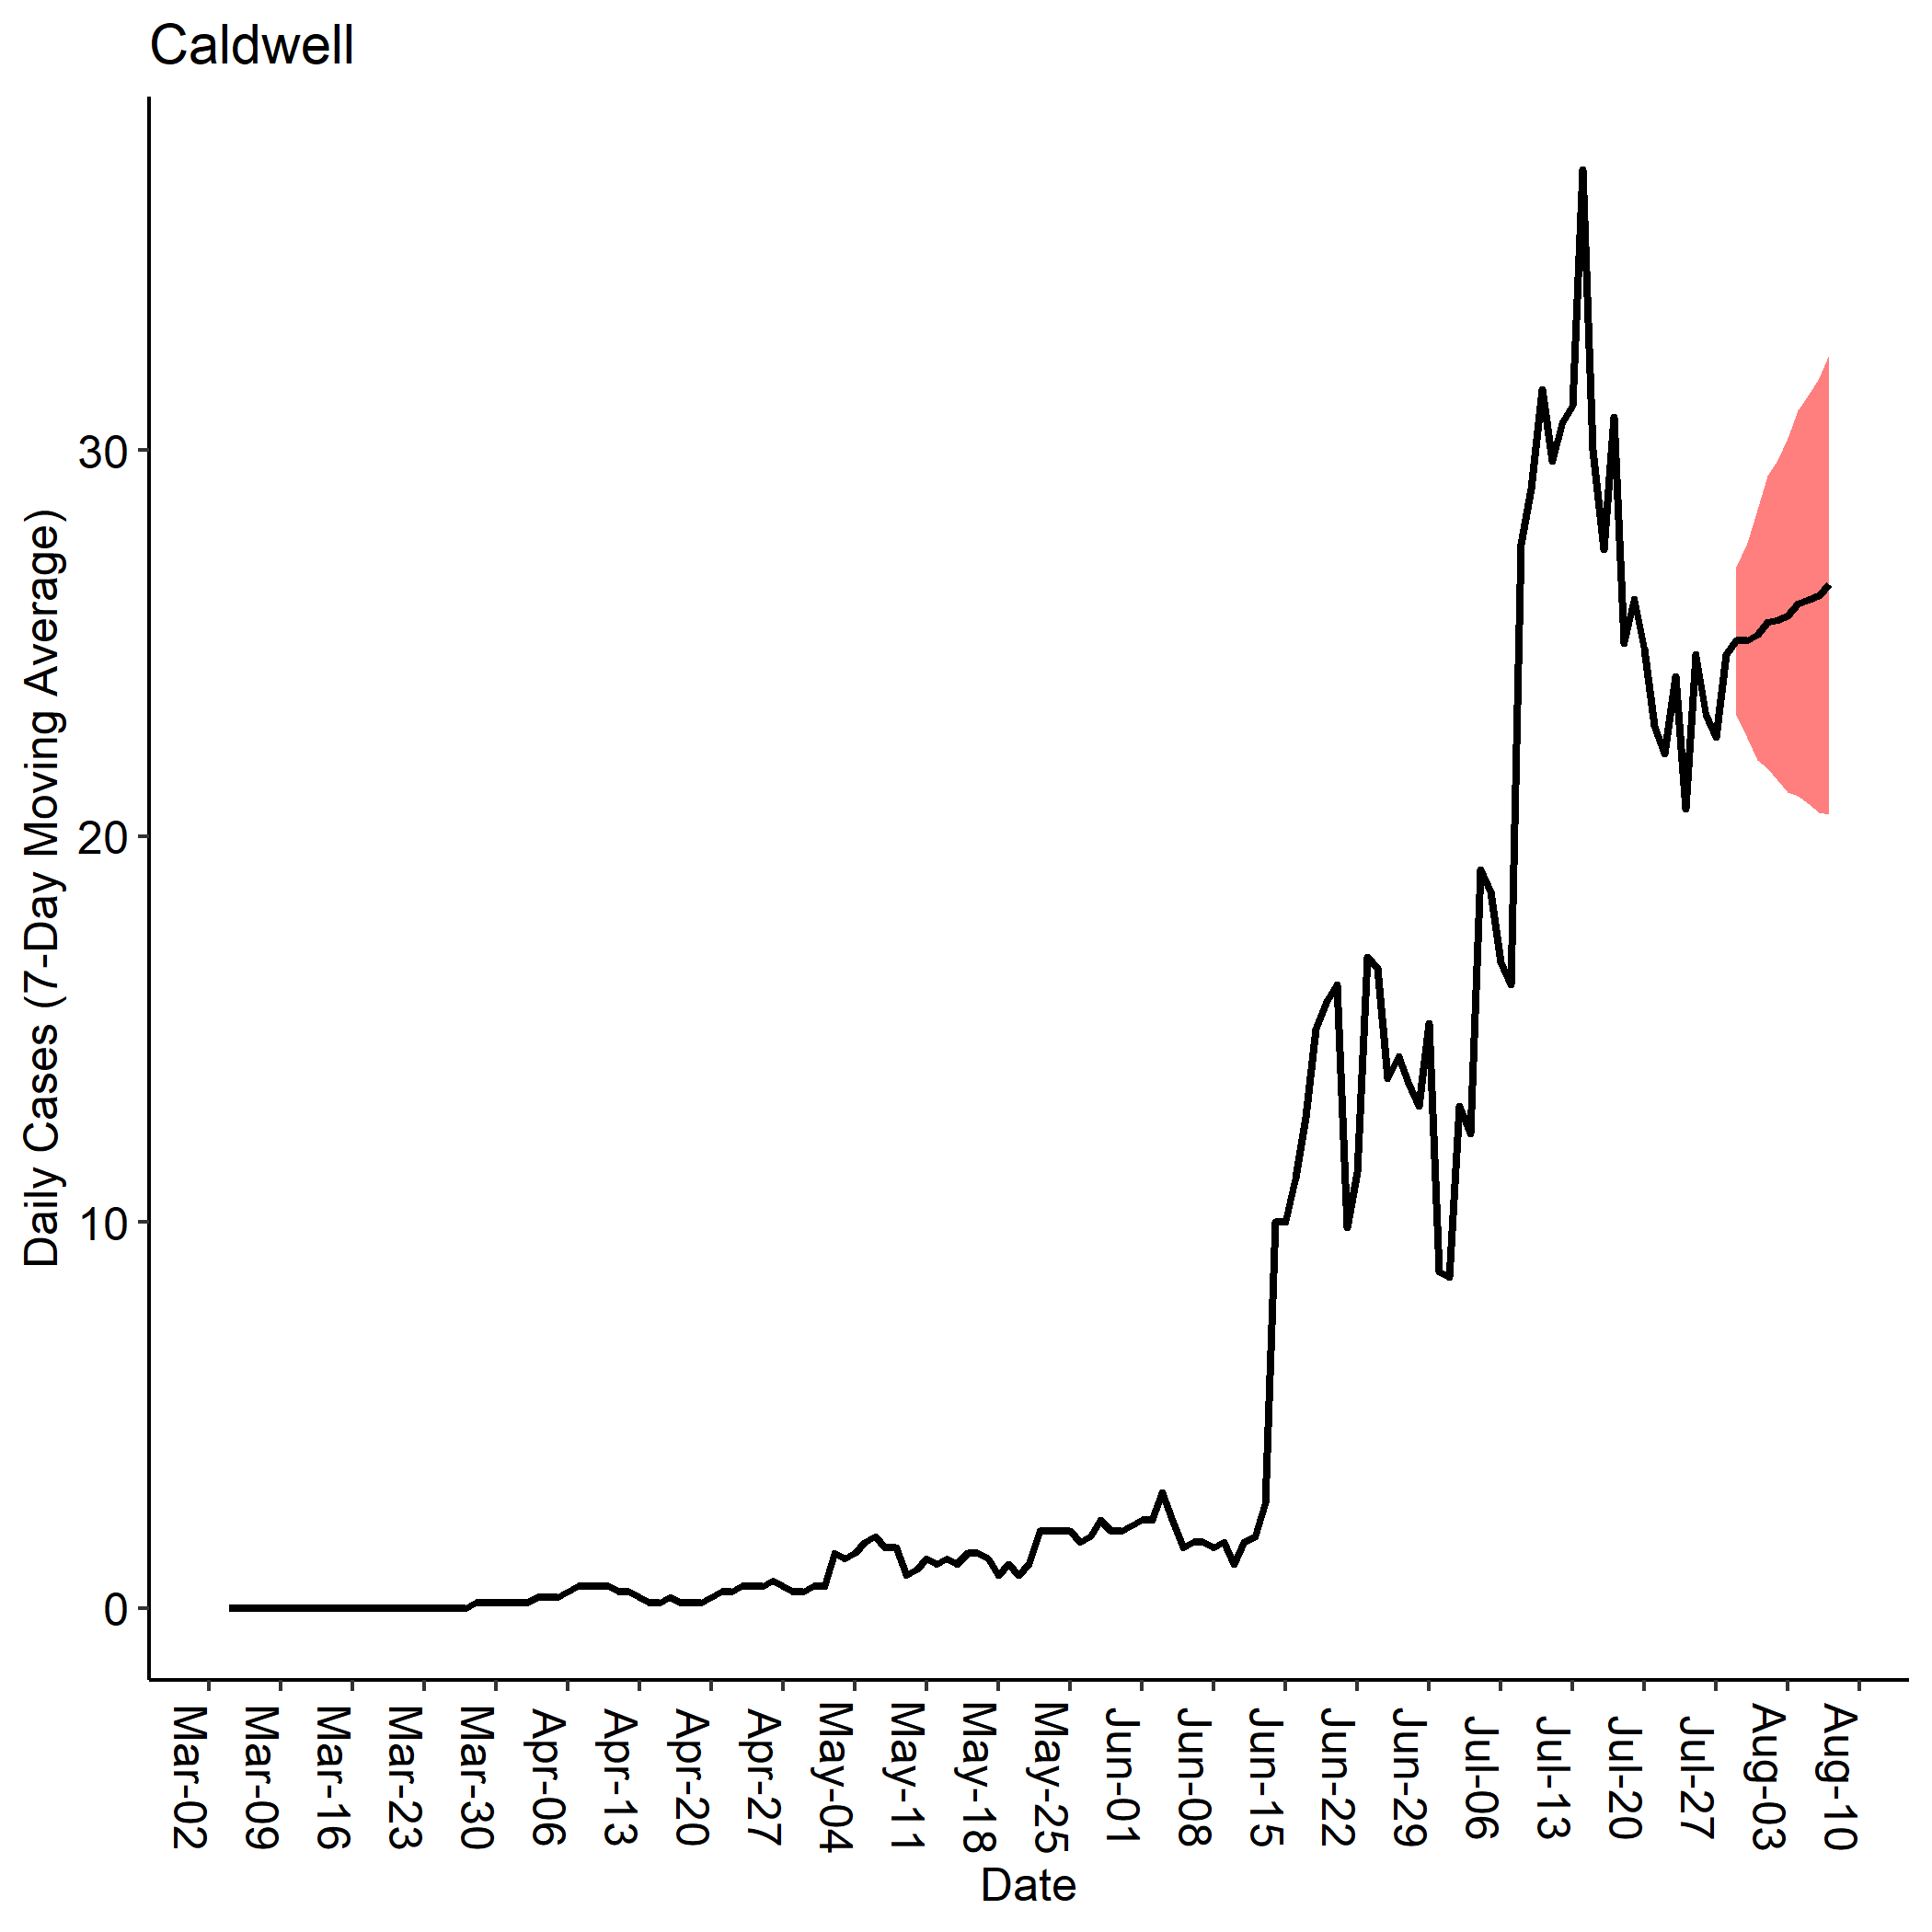 Caldwell
Daily Cases (7-Day Moving Average)
30
20
10
0
Mar-02
Mar-09
Mar-16
Mar-23
Mar-30
Apr-06
Apr-13
Apr-20
Apr-27
May-04
May-11
May-18
May-25
Jun-01
Jun-08
Jun-15
Jun-22
Jun-29
Jul-06
Jul-13
Jul-20
Jul-27
Aug-03
Aug-10
Date